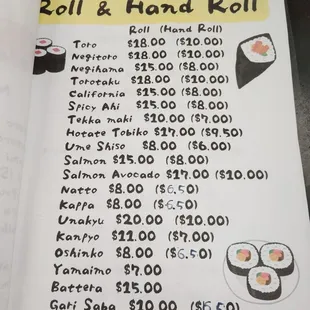 Roll & Hand Roll
Roll (Hand Roll)
Toro $18.00 ($10.00)
Negitoro $18.00 ($10.00)
Negihama $15.00 ($8.00)
Torotaku $18.00 ($10.00)
California $15.00 ($8.00)
Spicy Ahi $15.00 ($8.00)
Tekka maki $10.00 ($7.00)
Hotate Tobiko $17.00 ($9.50)
Ume Shiso $8.00 ($6.00)
Salmon $15.00 ($8.00)
Salmon Avocado $17.00 ($10.00)
Natto $8.00 ($6.50)
Kappa $8.00 ($6.50)
Unakyu $20.00 ($10.00)
Kanpyo $11.00 ($7.00)
Oshinko $8.00 ($6.50)
Yamaimo $7.00
Battera $15.00
Gari Saba $10.00